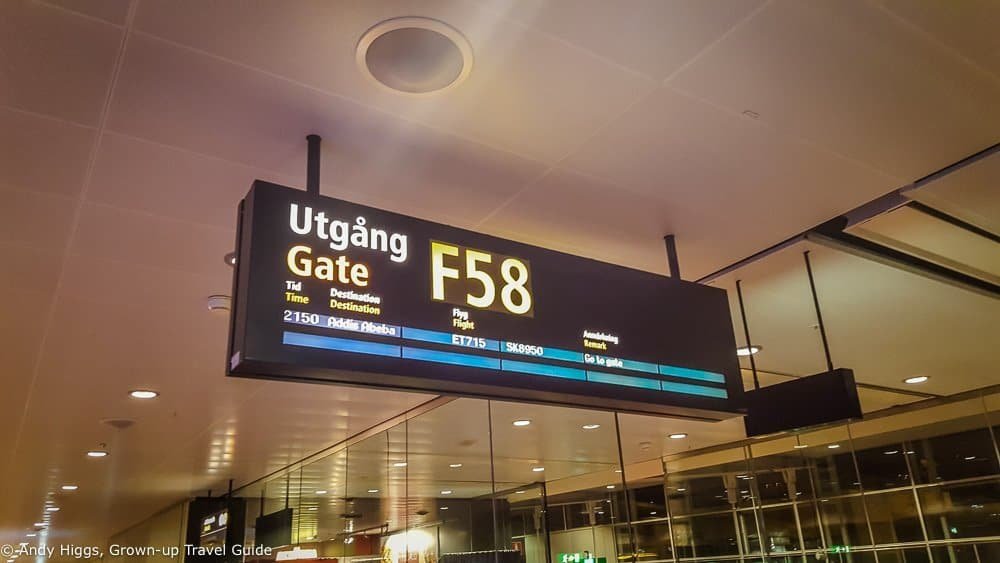 Utgång
Gate
F58
Tid Destination Flyg Anmärkning
Time Destination Flight Remark
2150 Addis Abeba ET715 SK8950 Go to gate
© Andy Higgs, Grown-up Travel Guide